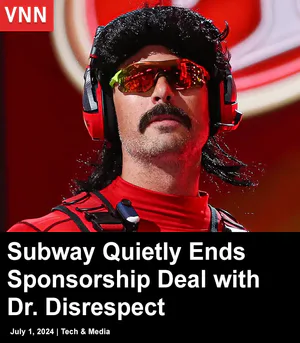 VNN
Subway Quietly Ends
Sponsorship Deal with
Dr. Disrespect
July 1, 2024 | Tech & Media